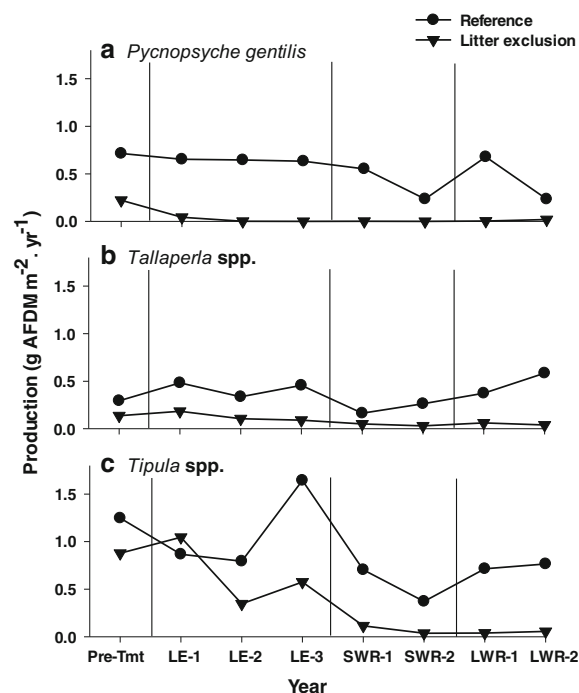 Reference
Litter exclusion
a Pycnopsyche gentilis
1.5
1.0
0.5
0.0
b Tallaperla spp.
1.5
1.0
0.5
0.0
c Tipula spp.
1.5
1.0
0.5
0.0
Production (g AFDM m⁻² . yr⁻¹)
Pre-Tmt LE-1 LE-2 LE-3 SWR-1 SWR-2 LWR-1 LWR-2
Year